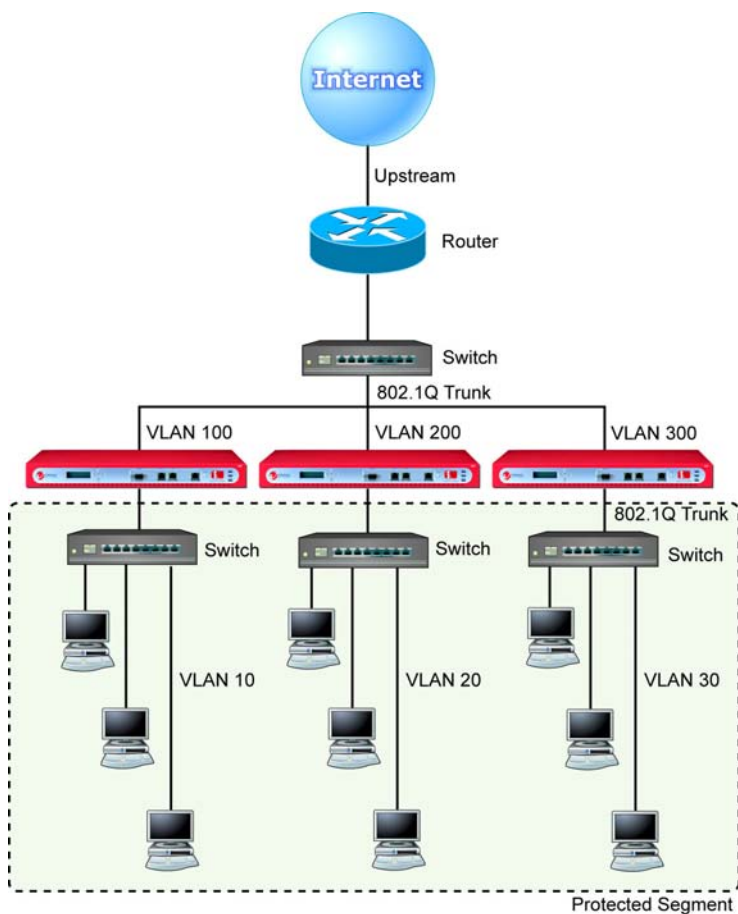 Internet
Upstream
Router
Switch
802.1Q Trunk
VLAN 100
VLAN 200
VLAN 300
802.1Q Trunk
Switch
Switch
Switch
VLAN 10
VLAN 20
VLAN 30
Protected Segment